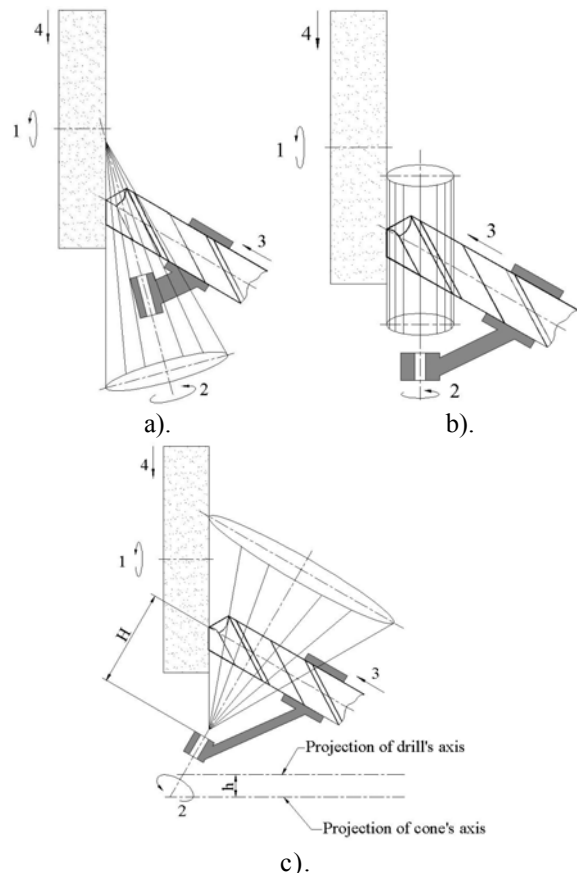 4
1
3
2
a).
4
1
3
2
b).
4
1
H
3
Projection of drill's axis
h
2
Projection of cone's axis
c).